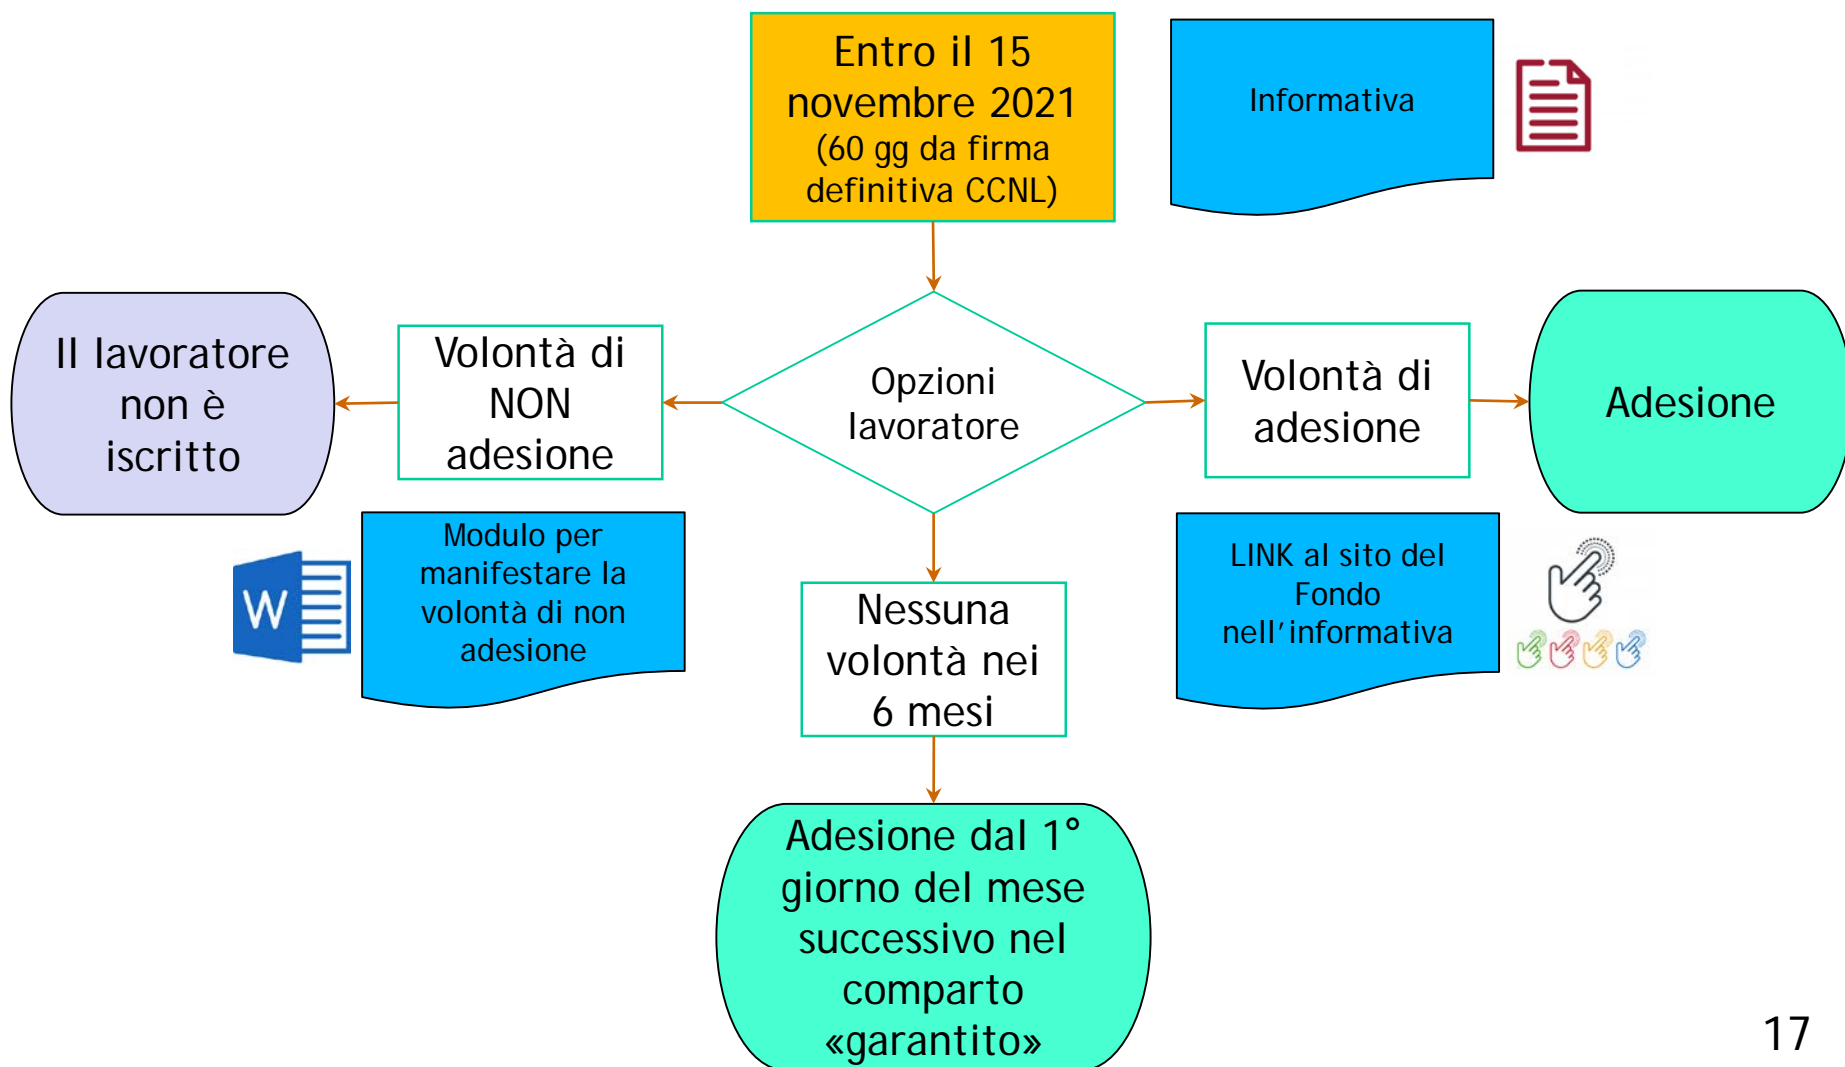 Entro il 15
novembre 2021
(60 gg da firma
definitiva CCNL)
Informativa
Il lavoratore
non è
iscritto
Volontà di
NON
adesione
Opzioni
lavoratore
Volontà di
adesione
Adesione
W
Modulo per
manifestare la
volontà di non
adesione
Nessuna
volontà nei
6 mesi
LINK al sito del
Fondo
nell’informativa
Adesione dal 1°
giorno del mese
successivo nel
comparto
«garantito»
17